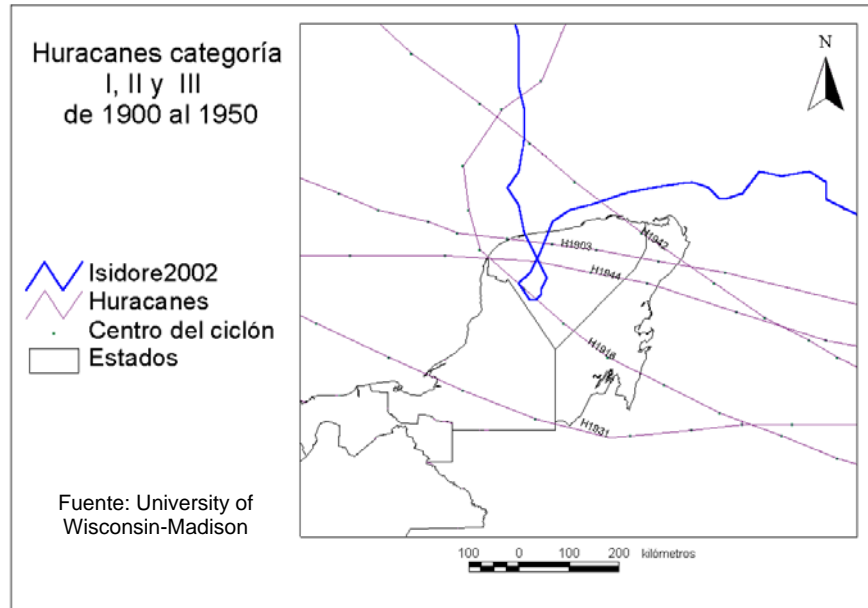 Huracanes categoría
I, II y III
de 1900 al 1950
N
Isidore2002
Huracanes
Centro del ciclón
Estados
Fuente: University of
Wisconsin-Madison
H1903
H1942
H1944
H1916
H1931
100 0 100 200 kilómetros